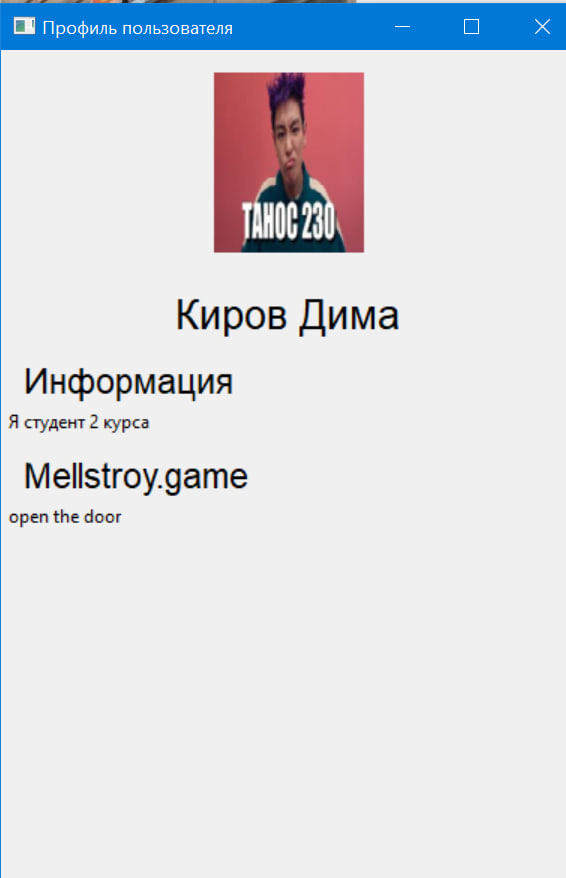 Профиль пользователя
ТАНОС 230
Киров Дима
Информация
Я студент 2 курса
Mellstroy.game
open the door